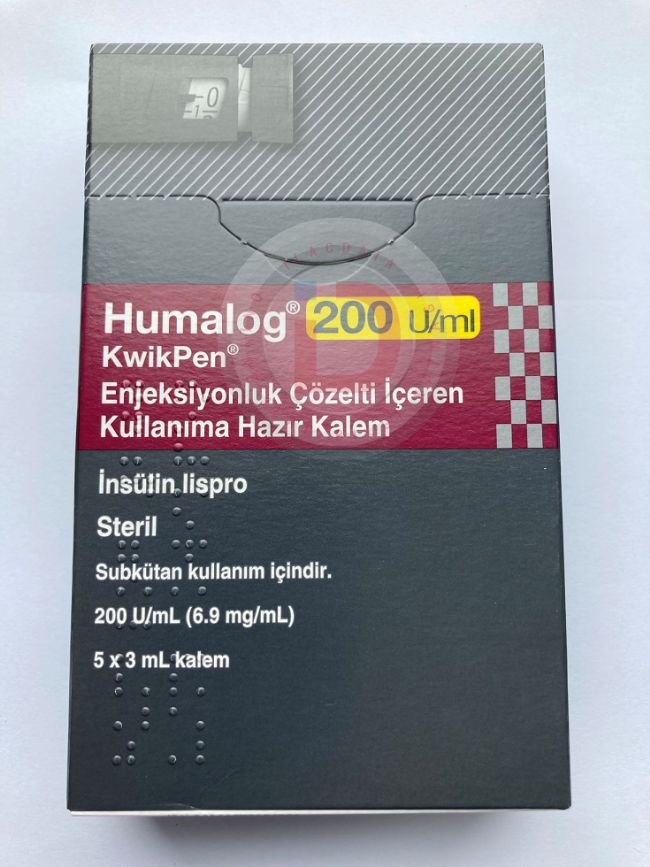 0
Humalog® 200 U/ml
KwikPen®
Enjeksiyonluk Çözelti İçeren
Kullanıma Hazır Kalem
İnsülin lispro
Steril
Subkütan kullanım içindir.
200 U/mL (6.9 mg/mL)
5 x 3 mL kalem